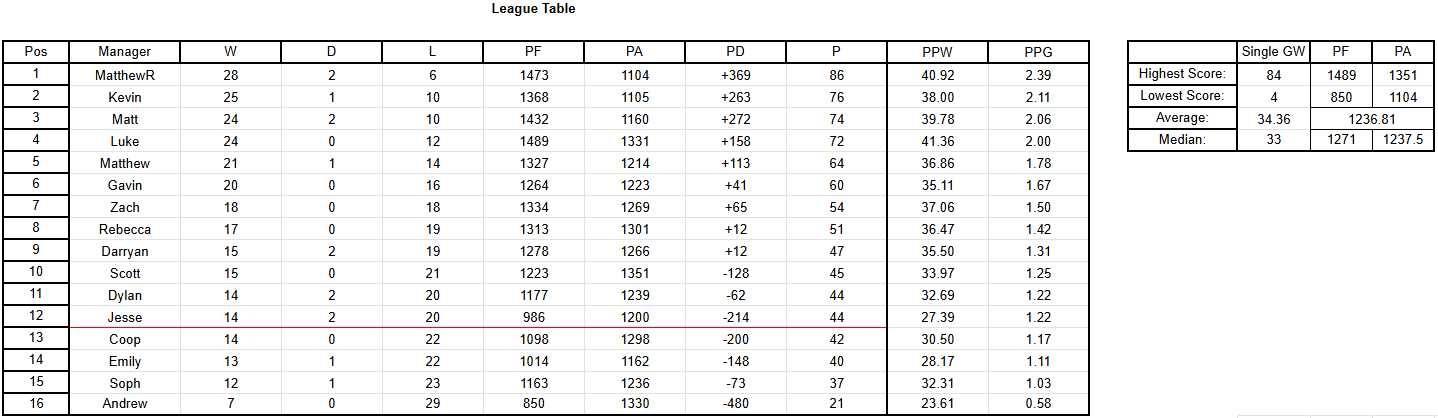 League Table
Pos Manager W D L PF PA PD P PPW PPG
1 MatthewR 28 2 6 1473 1104 +369 86 40.92 2.39
2 Kevin 25 1 10 1368 1105 +263 76 38.00 2.11
3 Matt 24 2 10 1432 1160 +272 74 39.78 2.06
4 Luke 24 0 12 1489 1331 +158 72 41.36 2.00
5 Matthew 21 1 14 1327 1214 +113 64 36.86 1.78
6 Gavin 20 0 16 1264 1223 +41 60 35.11 1.67
7 Zach 18 0 18 1334 1269 +65 54 37.06 1.50
8 Rebecca 17 0 19 1313 1301 +12 51 36.47 1.42
9 Darryan 15 2 19 1278 1266 +12 47 35.50 1.31
10 Scott 15 0 21 1223 1351 -128 45 33.97 1.25
11 Dylan 14 2 20 1177 1239 -62 44 32.69 1.22
12 Jesse 14 2 20 986 1200 -214 44 27.39 1.22
13 Coop 14 0 22 1098 1298 -200 42 30.50 1.17
14 Emily 13 1 22 1014 1162 -148 40 28.17 1.11
15 Soph 12 1 23 1163 1236 -73 37 32.31 1.03
16 Andrew 7 0 29 850 1330 -480 21 23.61 0.58
Single GW PF PA
Highest Score: 84 1489 1351
Lowest Score: 4 850 1104
Average: 34.36 1236.81
Median: 33 1271 1237.5